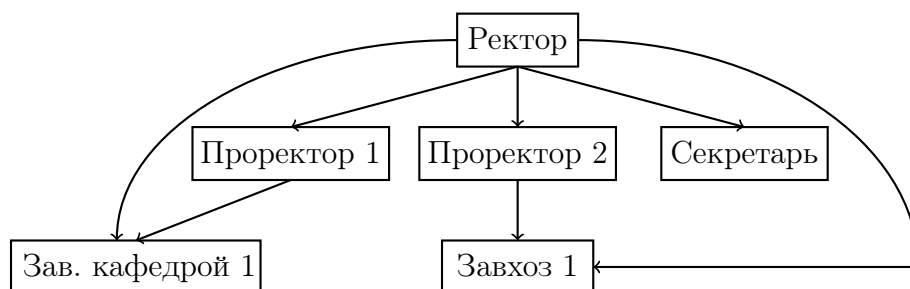 Ректор
Проректор 1
Проректор 2
Секретарь
Зав. кафедрой 1
Завхоз 1